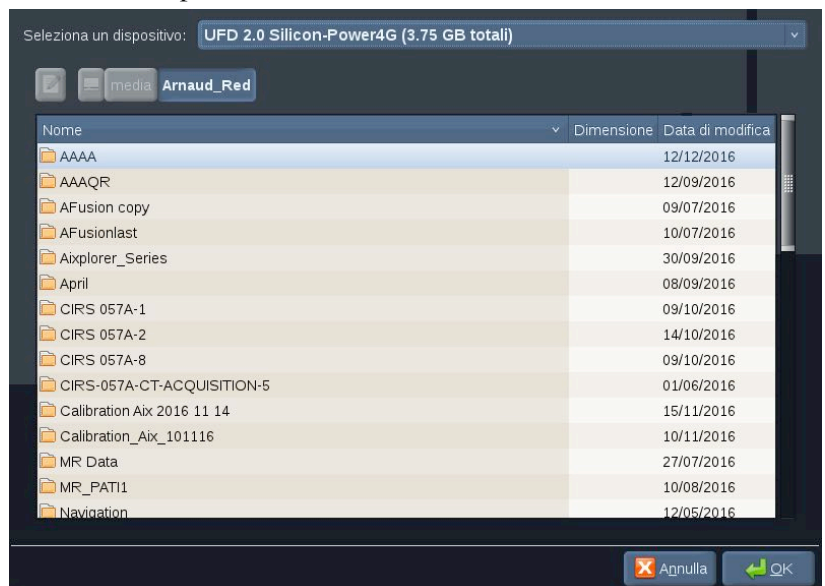 Seleziona un dispositivo: UFD 2.0 Silicon-Power4G (3.75 GB totali)
media Arnaud_Red
Nome Dimensione Data di modifica
AAAA 12/12/2016
AAAQR 12/09/2016
AFusion copy 09/07/2016
AFusionlast 10/07/2016
Aixplorer_Series 30/09/2016
April 08/09/2016
CIRS 057A-1 09/10/2016
CIRS 057A-2 14/10/2016
CIRS 057A-8 09/10/2016
CIRS-057A-CT-ACQUISITION-5 01/06/2016
Calibration Aix 2016 11 14 15/11/2016
Calibration_Aix_101116 10/11/2016
MR Data 27/07/2016
MR_PATI1 10/08/2016
Navigation 12/05/2016
Annulla OK